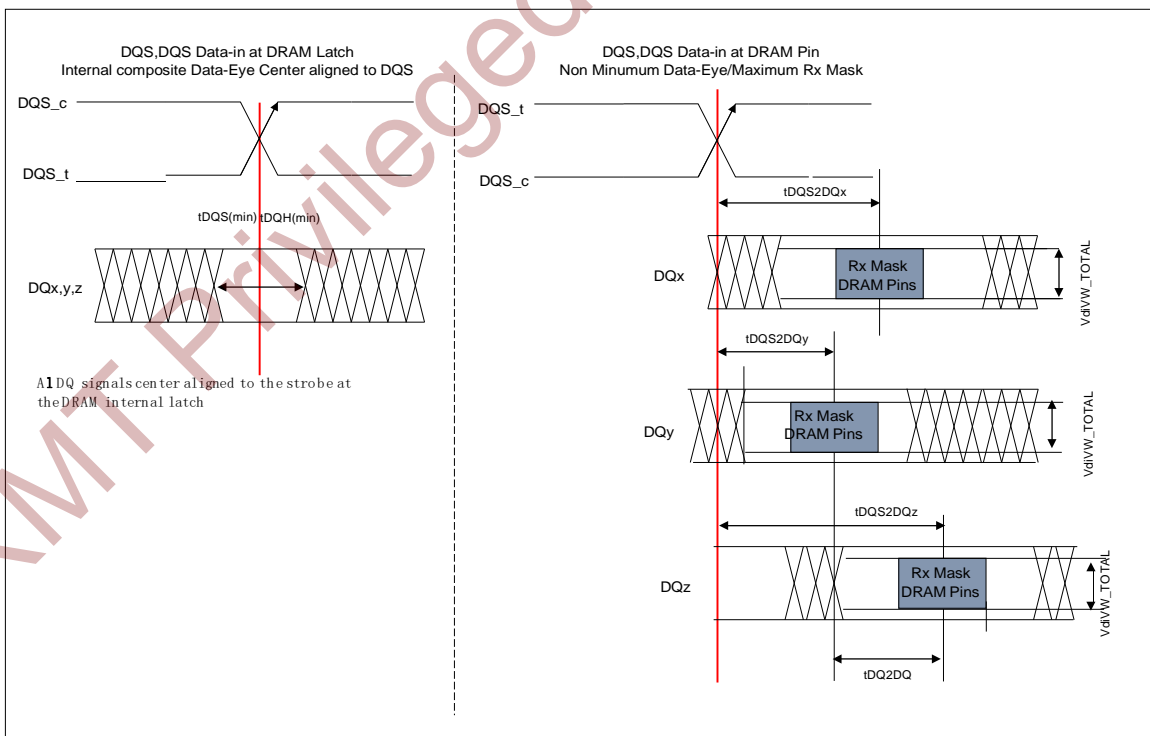 DQS,DQS Data-in at DRAM Latch
Internal composite Data-Eye Center aligned to DQS
DQS_c
DQS_t
tDQS(min) tDQH(min)
DQx,y,z
All DQ signals center aligned to the strobe at
the DRAM internal latch
DQS,DQS Data-in at DRAM Pin
Non Minumum Data-Eye/Maximum Rx Mask
DQS_t
DQS_c
tDQS2DQx
DQx
Rx Mask
DRAM Pins
VdiVW_TOTAL
tDQS2DQy
DQy
Rx Mask
DRAM Pins
VdiVW_TOTAL
tDQS2DQz
DQz
Rx Mask
DRAM Pins
VdiVW_TOTAL
tDQ2DQ
MT Privileged